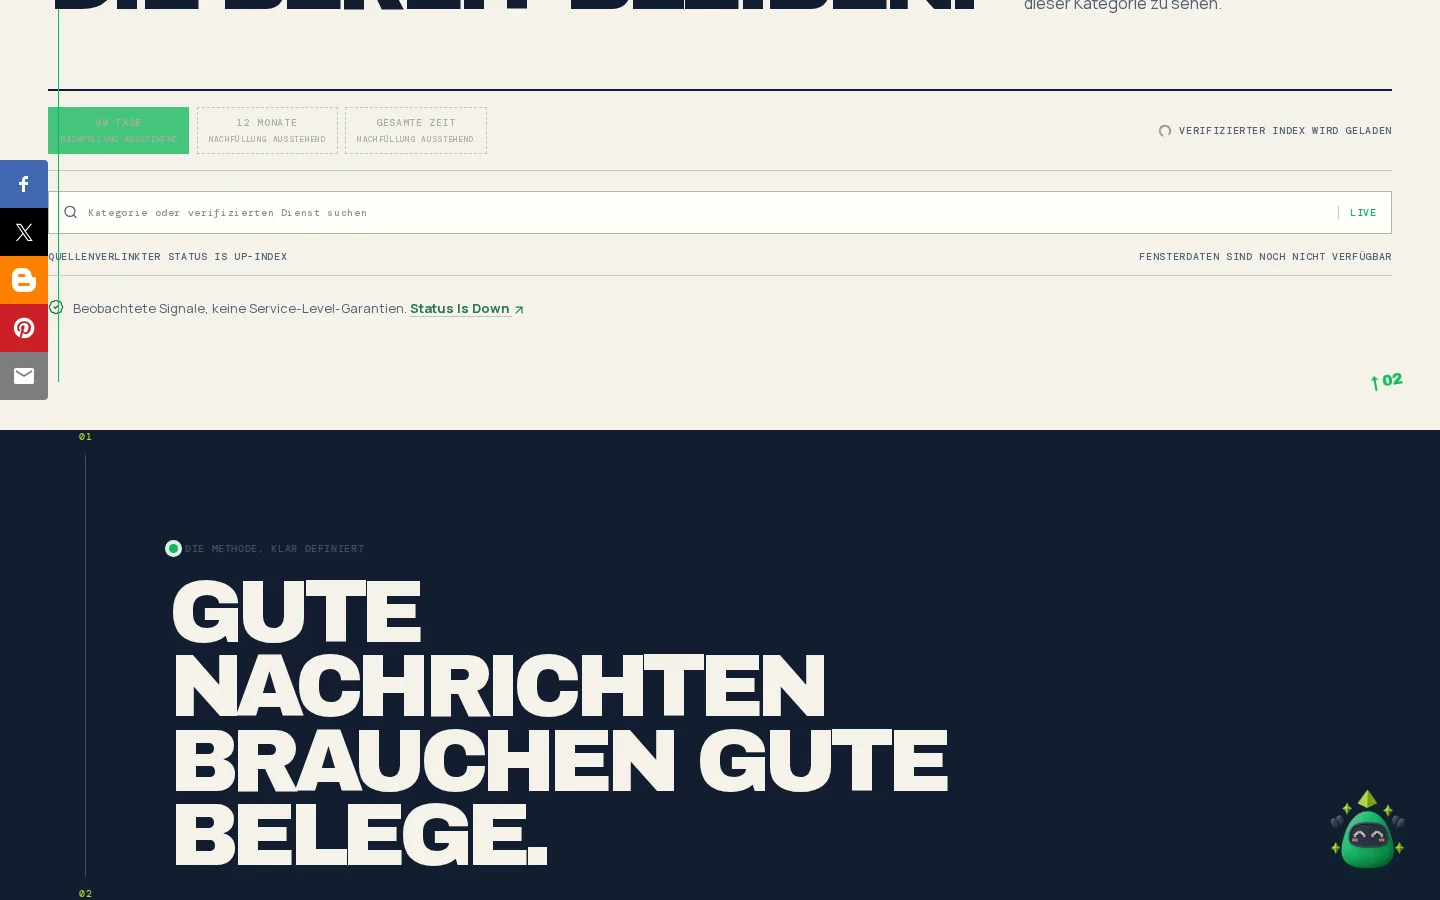 DIE BEREIT BLEIBEN.
dieser Kategorie zu sehen.
90 TAGE
NACHFÜLLUNG AUSSTEHEND
12 MONATE
NACHFÜLLUNG AUSSTEHEND
GESAMTE ZEIT
NACHFÜLLUNG AUSSTEHEND
VERIFIZIERTER INDEX WIRD GELADEN
Kategorie oder verifizierten Dienst suchen
LIVE
QUELLENVERLINKTER STATUS IS UP-INDEX
FENSTERDATEN SIND NOCH NICHT VERFÜGBAR
Beobachtete Signale, keine Service-Level-Garantien. Status Is Down ↗
↑02
01
DIE METHODE, KLAR DEFINIERT
GUTE
NACHRICHTEN
BRAUCHEN GUTE
BELEGE.
02